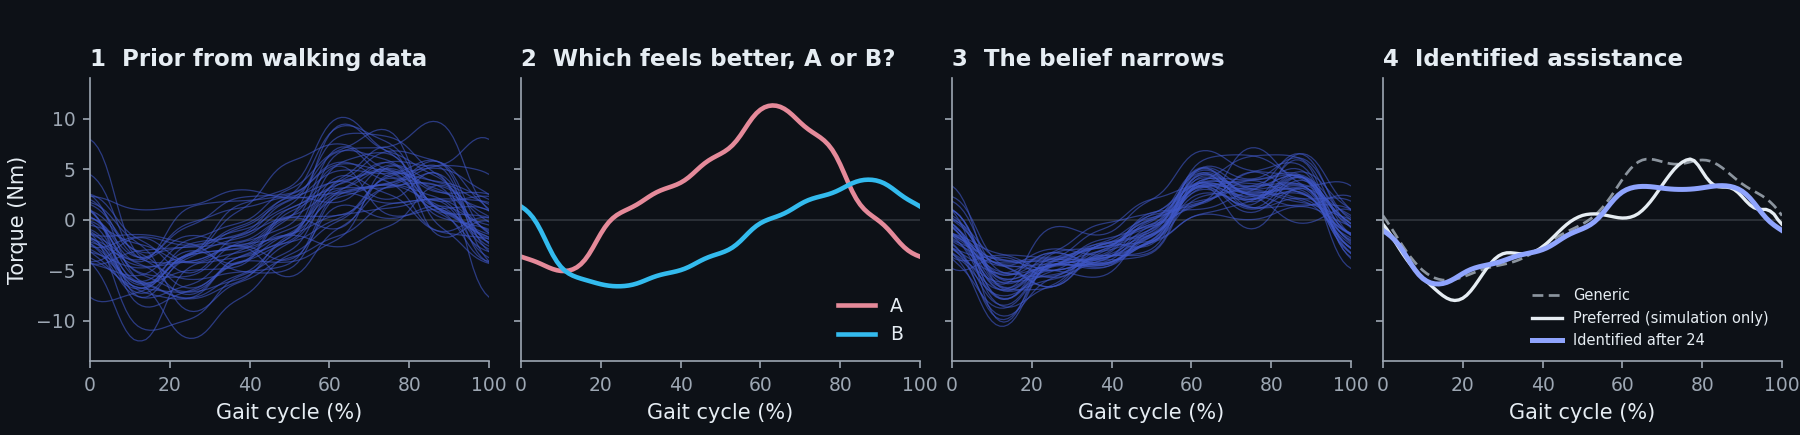 1  Prior from walking data
2  Which feels better, A or B?
3  The belief narrows
4  Identified assistance
Torque (Nm)
10
5
0
−5
−10
A
B
Generic
Preferred (simulation only)
Identified after 24
0 20 40 60 80 100
0 20 40 60 80 100
0 20 40 60 80 100
0 20 40 60 80 100
Gait cycle (%)
Gait cycle (%)
Gait cycle (%)
Gait cycle (%)